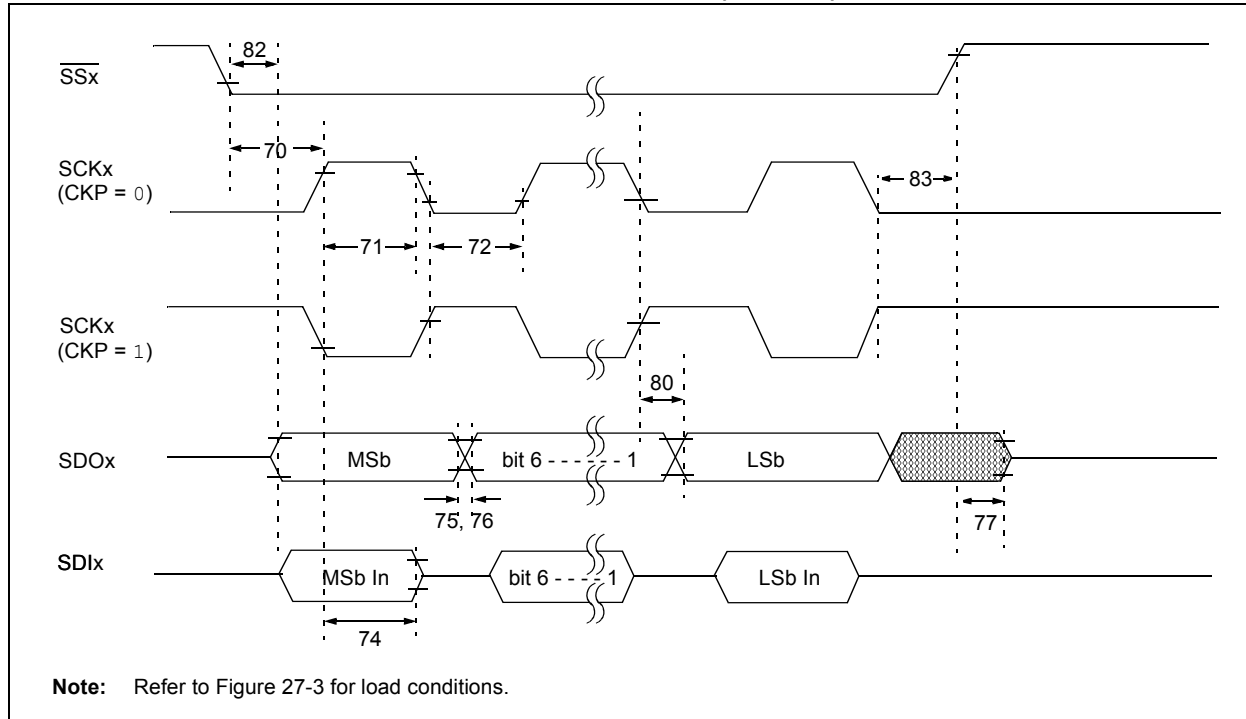 82
SSx
70
SCKx
(CKP = 0)
83
71
72
SCKx
(CKP = 1)
80
SDOx
MSb
bit 6 - - - - - - 1
LSb
75, 76
77
SDIx
MSb In
bit 6 - - - - 1
LSb In
74
Note: Refer to Figure 27-3 for load conditions.